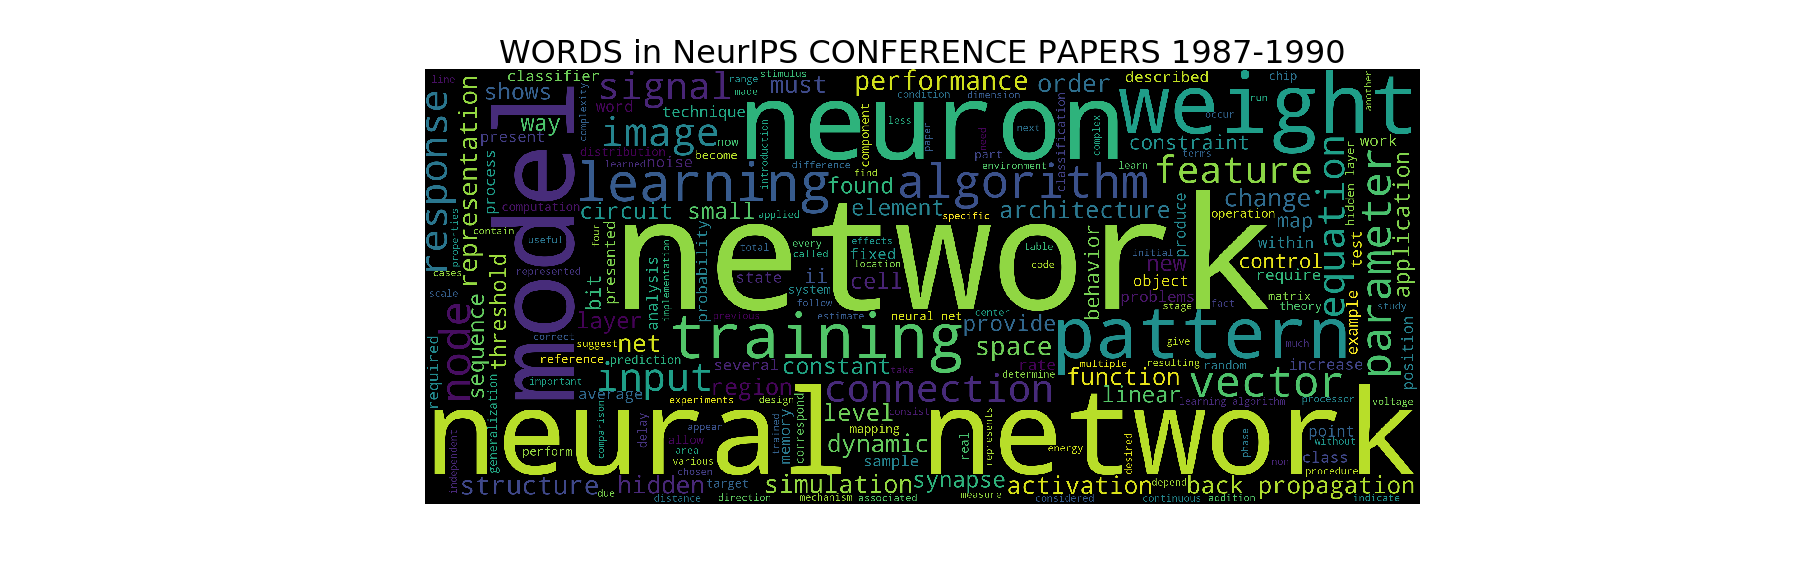 WORDS in NeurIPS CONFERENCE PAPERS 1987-1990
line
classifier
stimulus
range
made
signal
performance
must
order
described
chip
another
shows
complexity
word
technique
condition
dimension
run
neuron
weight
response
representation
way
present
model
image
now
less
paper
next
noted
complex
occur
constraint
work
process
distribution
learned
noise
become
introduction
difference
component
find
part
environment
classification
learn
terms
feature
hidden layer
learning
found
algorithm
change
equation
parameter
application
computation
properties
contain
useful
four
circuit
small
applied
element
specific
architecture
produce
operation
map
within
test
network
cases
represented
bit
presented
analysis
implementation
probability
total
every
called
effects
fixed
location
table
code
behavior
initial
new
control
require
state
ii
system
cell
object
problems
matrix
scale
node
sequence
threshold
follow
stage
fact
theory
study
layer
previous
estimate
neural net
center
provide
pattern
example
position
required
correct
suggest
net
training
space
give
much
reference
prediction
several
constant
take
rate
determine
multiple
resulting
random
increase
important
input
region
connection
function
linear
vector
average
experiments
design
learning algorithm
processor
voltage
neural network
generalization
independent
comparison
delay
appear
trained
memory
correspond
level
consist
mapping
dynamic
real
represents
energy
desired
phase
non
point
without
perform
allow
area
various
chosen
sample
class
procedure
structure
due
hidden
target
simulation
synapse
activation
depend
back propagation
distance
direction
mechanism
associated
measure
considered
continuous
addition
indicate